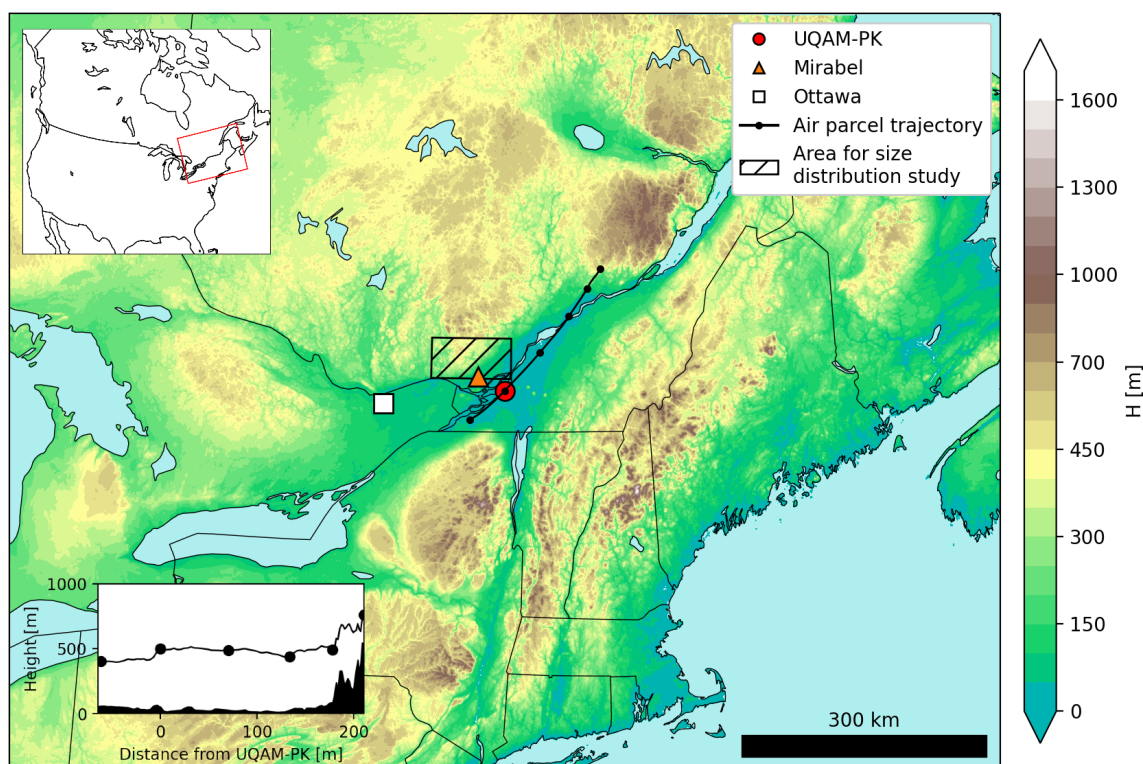 UQAM-PK
Mirabel
Ottawa
Air parcel trajectory
Area for size
distribution study
1600
1300
1000
700
450
300
150
0
H [m]
1000
500
0
Height [m]
0
100
200
Distance from UQAM-PK [m]
300 km